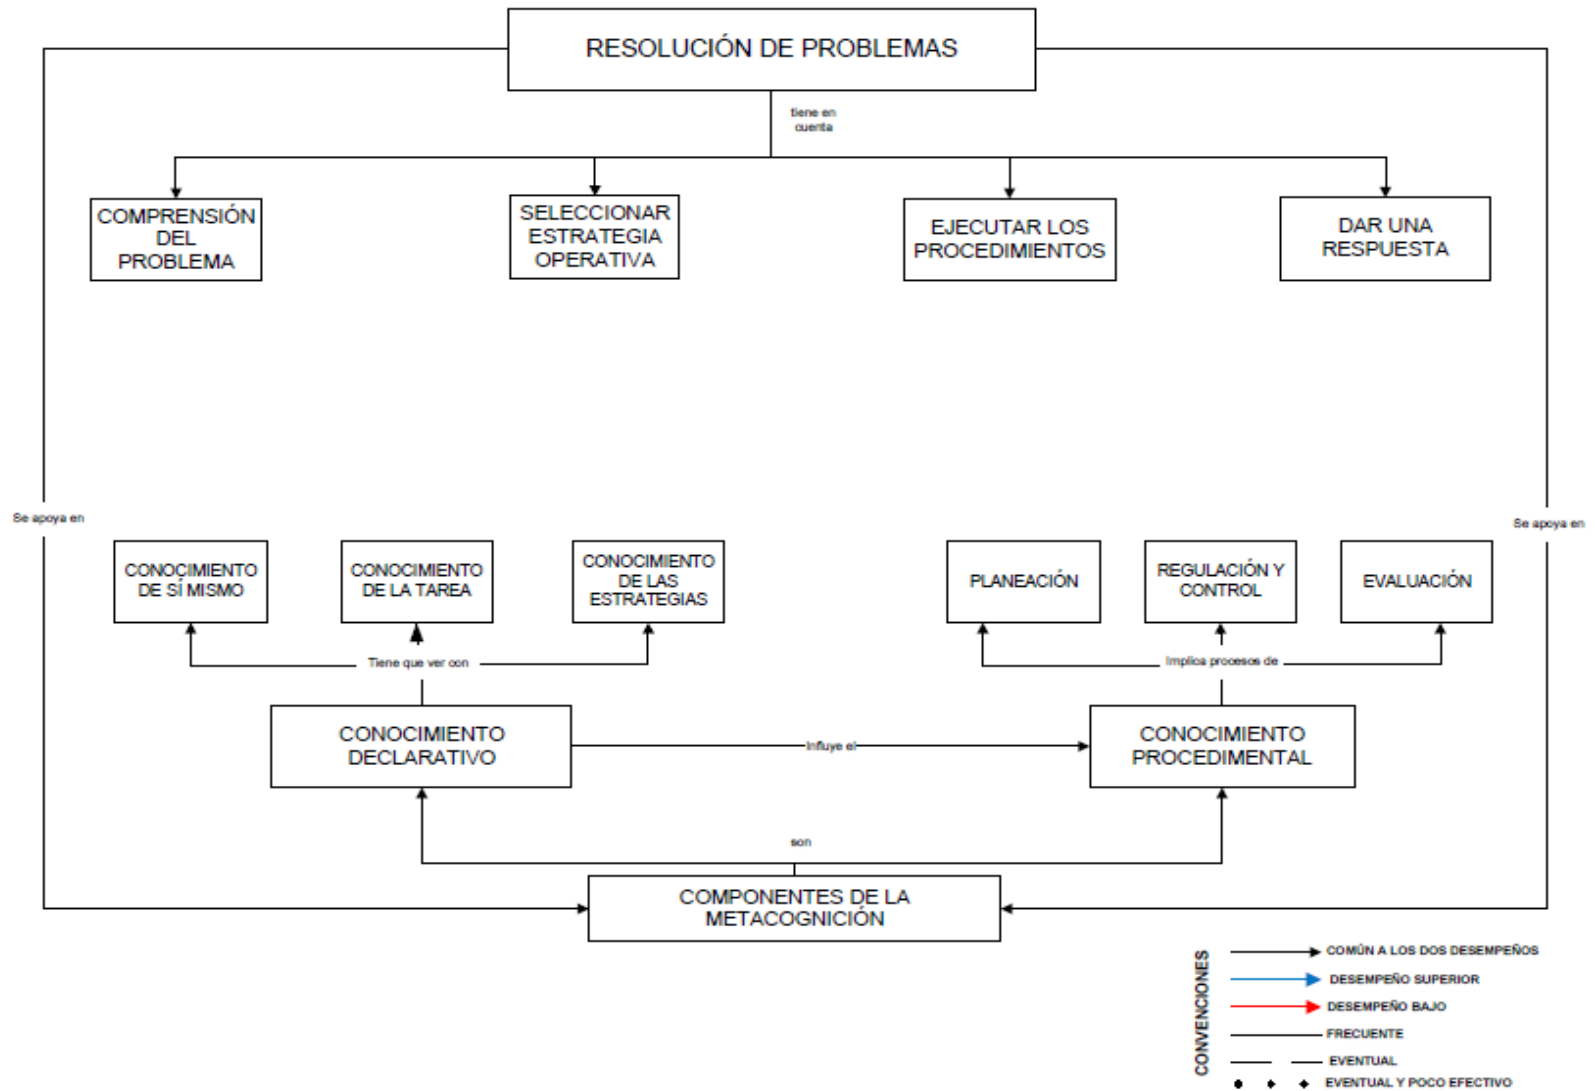 RESOLUCIÓN DE PROBLEMAS
tiene en
cuenta
COMPRENSIÓN
DEL
PROBLEMA
SELECCIONAR
ESTRATEGIA
OPERATIVA
EJECUTAR LOS
PROCEDIMIENTOS
DAR UNA
RESPUESTA
Se apoya en
Se apoya en
CONOCIMIENTO
DE SÍ MISMO
CONOCIMIENTO
DE LA TAREA
CONOCIMIENTO
DE LAS
ESTRATEGIAS
PLANEACIÓN
REGULACIÓN Y
CONTROL
EVALUACIÓN
Tiene que ver con
Implica procesos de
CONOCIMIENTO
DECLARATIVO
Influye el
CONOCIMIENTO
PROCEDIMENTAL
son
COMPONENTES DE LA
METACOGNICIÓN
CONVENCIONES
COMÚN A LOS DOS DESEMPEÑOS
DESEMPEÑO SUPERIOR
DESEMPEÑO BAJO
FRECUENTE
EVENTUAL
EVENTUAL Y POCO EFECTIVO